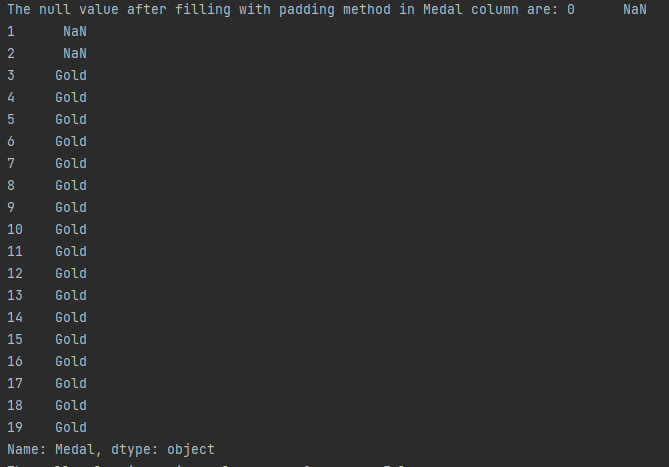 The null value after filling with padding method in Medal column are: 0      NaN
1      NaN
2      NaN
3     Gold
4     Gold
5     Gold
6     Gold
7     Gold
8     Gold
9     Gold
10    Gold
11    Gold
12    Gold
13    Gold
14    Gold
15    Gold
16    Gold
17    Gold
18    Gold
19    Gold
Name: Medal, dtype: object